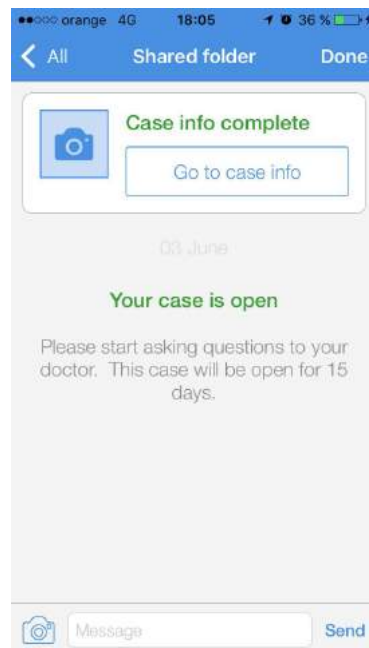 orange 4G 18:05 36 %
All Shared folder Done
Case info complete
Go to case info
03 June
Your case is open
Please start asking questions to your
doctor. This case will be open for 15
days.
Message Send